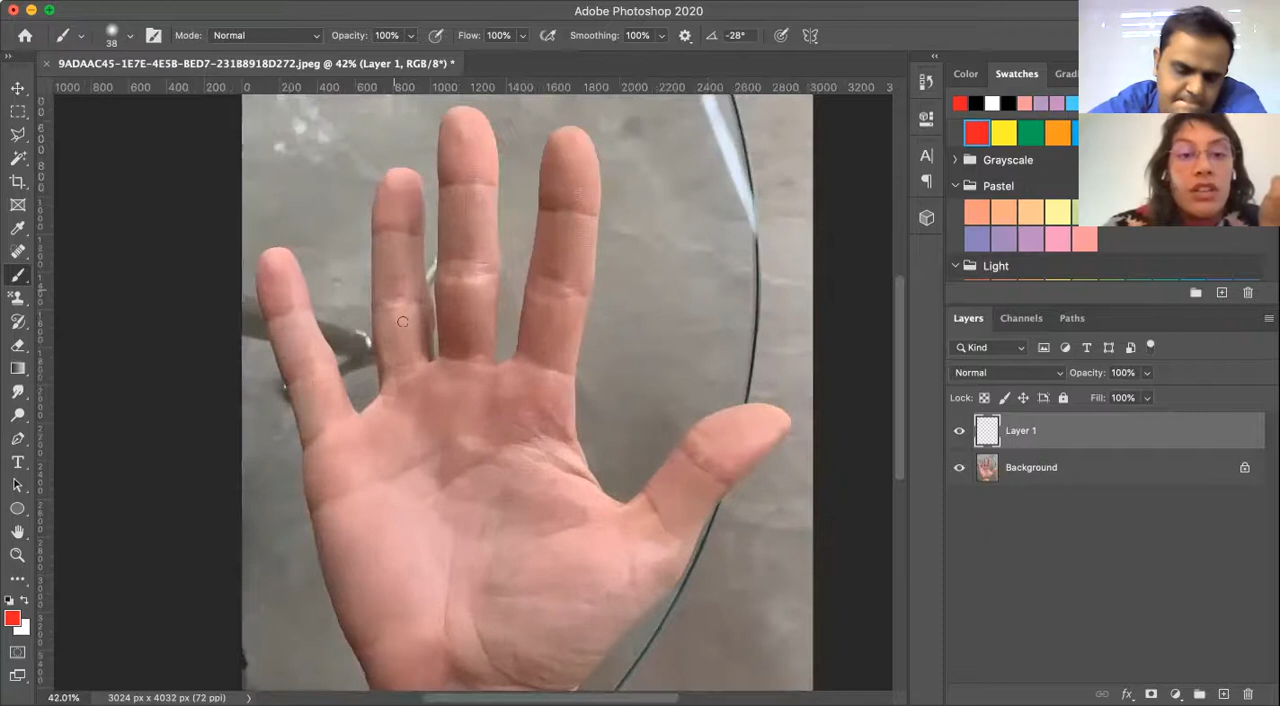 Adobe Photoshop 2020
38 Mode: Normal Opacity: 100% Flow: 100% Smoothing: 100% -28°
9ADAAC45-1E7E-4E5B-BED7-231B8918D272.jpeg @ 42% (Layer 1, RGB/8*) *
1000 800 600 400 200 0 200 400 600 800 1000 1200 1400 1600 1800 2000 2200 2400 2600 2800 3000 3200 3
Color Swatches Gradi
Grayscale
Pastel
Light
Layers Channels Paths
Kind
Normal Opacity: 100%
Lock: Fill: 100%
Layer 1
Background
42.01% 3024 px x 4032 px (72 ppi)